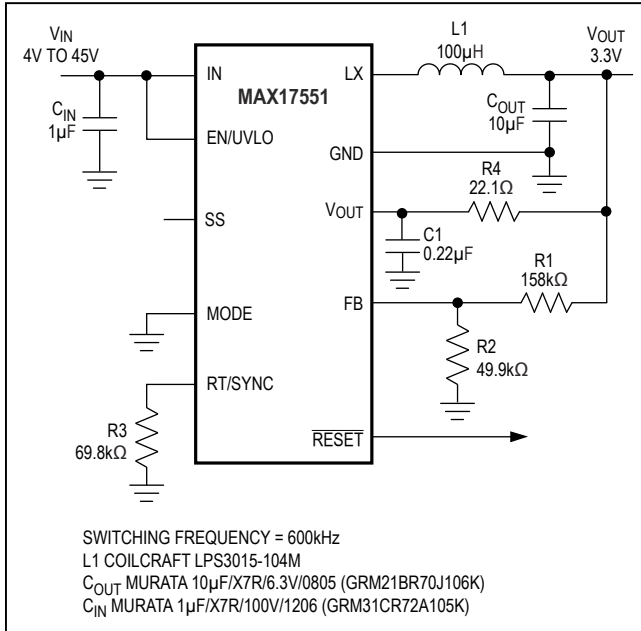 VIN
4V TO 45V
CIN
1µF
IN
EN/UVLO
SS
MODE
RT/SYNC
R3
69.8kΩ
MAX17551
LX
GND
VOUT
FB
RESET
L1
100µH
VOUT
3.3V
COUT
10µF
R4
22.1Ω
C1
0.22µF
R1
158kΩ
R2
49.9kΩ
SWITCHING FREQUENCY = 600kHz
L1 COILCRAFT LPS3015-104M
COUT MURATA 10µF/X7R/6.3V/0805 (GRM21BR70J106K)
CIN MURATA 1µF/X7R/100V/1206 (GRM31CR72A105K)